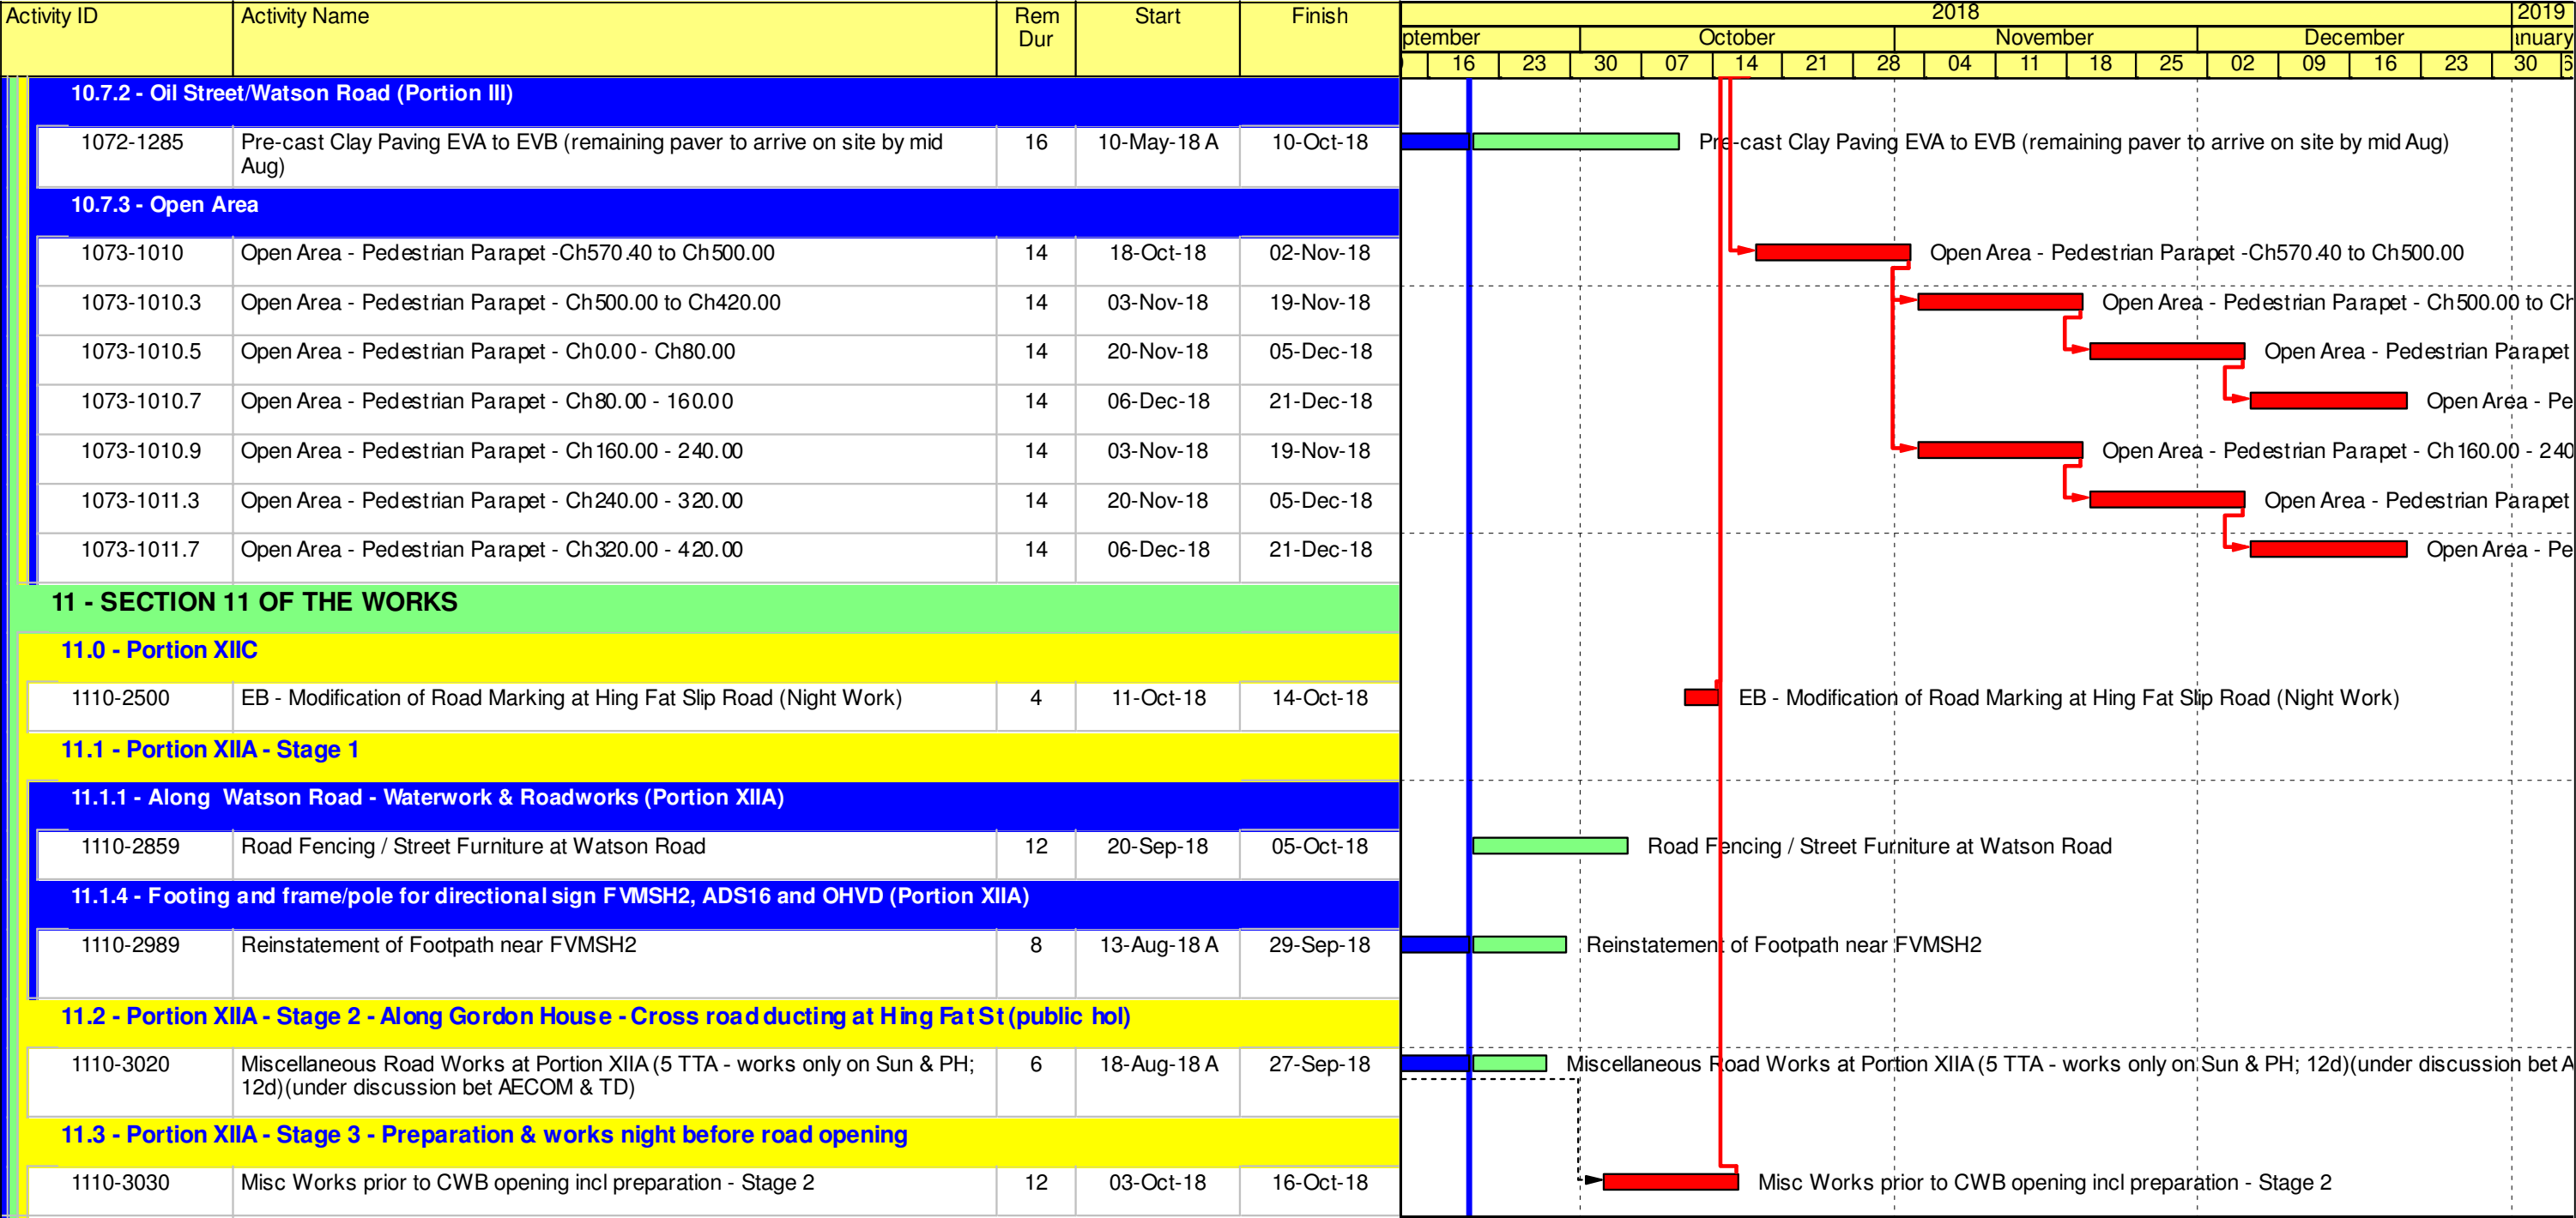 Activity ID Activity Name Rem Dur Start Finish
2018 2019
ptember October November December anuary
16 23 30 07 14 21 28 04 11 18 25 02 09 16 23 30
10.7.2 - Oil Street/Watson Road (Portion III)
1072-1285 Pre-cast Clay Paving EVA to EVB (remaining paver to arrive on site by mid Aug) 16 10-May-18 A 10-Oct-18 Pre-cast Clay Paving EVA to EVB (remaining paver to arrive on site by mid Aug)
10.7.3 - Open Area
1073-1010 Open Area - Pedestrian Parapet -Ch570.40 to Ch500.00 14 18-Oct-18 02-Nov-18 Open Area - Pedestrian Parapet -Ch570.40 to Ch500.00
1073-1010.3 Open Area - Pedestrian Parapet - Ch500.00 to Ch420.00 14 03-Nov-18 19-Nov-18 Open Area - Pedestrian Parapet - Ch500.00 to Ch
1073-1010.5 Open Area - Pedestrian Parapet - Ch0.00 - Ch80.00 14 20-Nov-18 05-Dec-18 Open Area - Pedestrian Parapet
1073-1010.7 Open Area - Pedestrian Parapet - Ch80.00 - 160.00 14 06-Dec-18 21-Dec-18 Open Area - Pe
1073-1010.9 Open Area - Pedestrian Parapet - Ch160.00 - 240.00 14 03-Nov-18 19-Nov-18 Open Area - Pedestrian Parapet - Ch160.00 - 240
1073-1011.3 Open Area - Pedestrian Parapet - Ch240.00 - 320.00 14 20-Nov-18 05-Dec-18 Open Area - Pedestrian Parapet
1073-1011.7 Open Area - Pedestrian Parapet - Ch320.00 - 420.00 14 06-Dec-18 21-Dec-18 Open Area - Pe
11 - SECTION 11 OF THE WORKS
11.0 - Portion XIIC
1110-2500 EB - Modification of Road Marking at Hing Fat Slip Road (Night Work) 4 11-Oct-18 14-Oct-18 EB - Modification of Road Marking at Hing Fat Slip Road (Night Work)
11.1 - Portion XIIA - Stage 1
11.1.1 - Along Watson Road - Waterwork & Roadworks (Portion XIIA)
1110-2859 Road Fencing / Street Furniture at Watson Road 12 20-Sep-18 05-Oct-18 Road Fencing / Street Furniture at Watson Road
11.1.4 - Footing and frame/pole for directional sign FVMSH2, ADS16 and OHVD (Portion XIIA)
1110-2989 Reinstatement of Footpath near FVMSH2 8 13-Aug-18 A 29-Sep-18 Reinstatement of Footpath near FVMSH2
11.2 - Portion XIIA - Stage 2 - Along Gordon House - Cross road ducting at Hing Fat St (public hol)
1110-3020 Miscellaneous Road Works at Portion XIIA (5 TTA - works only on Sun & PH; 12d)(under discussion bet AECOM & TD) 6 18-Aug-18 A 27-Sep-18 Miscellaneous Road Works at Portion XIIA (5 TTA - works only on Sun & PH; 12d)(under discussion bet A
11.3 - Portion XIIA - Stage 3 - Preparation & works night before road opening
1110-3030 Misc Works prior to CWB opening incl preparation - Stage 2 12 03-Oct-18 16-Oct-18 Misc Works prior to CWB opening incl preparation - Stage 2